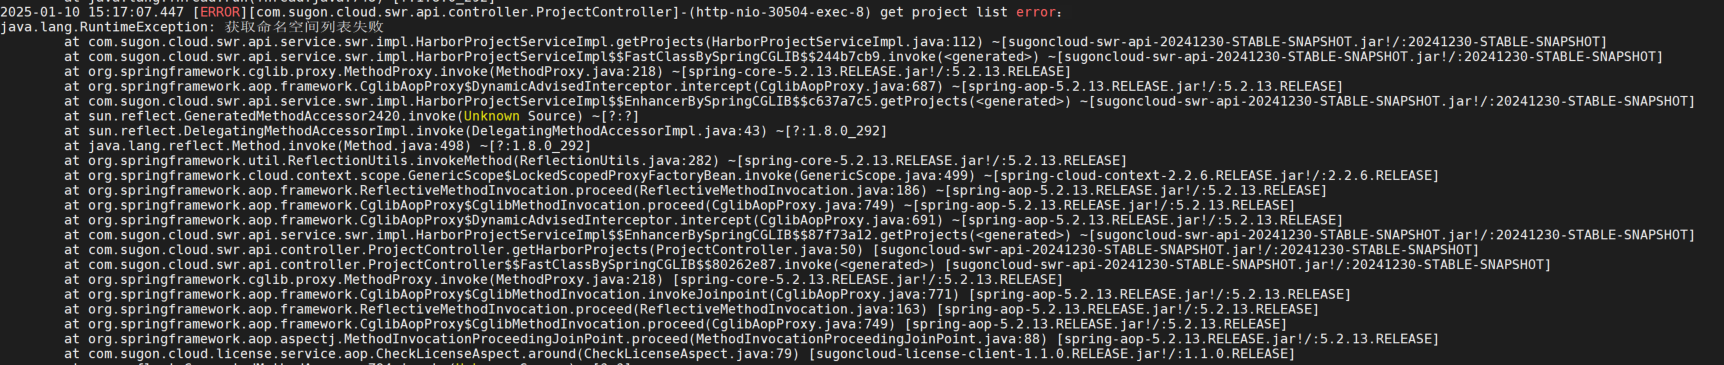 2025-01-10 15:17:07.447 [ERROR][com.sugon.cloud.swr.api.controller.ProjectController]-(http-nio-30504-exec-8) get project list error:
java.lang.RuntimeException: 获取命名空间列表失败
at com.sugon.cloud.swr.api.service.swr.impl.HarborProjectServiceImpl.getProjects(HarborProjectServiceImpl.java:112) ~[sugoncloud-swr-api-20241230-STABLE-SNAPSHOT.jar!/:20241230-STABLE-SNAPSHOT]
at com.sugon.cloud.swr.api.service.swr.impl.HarborProjectServiceImpl$$FastClassBySpringCGLIB$$244b7cb9.invoke(<generated>) ~[sugoncloud-swr-api-20241230-STABLE-SNAPSHOT.jar!/:20241230-STABLE-SNAPSHOT]
at org.springframework.cglib.proxy.MethodProxy.invoke(MethodProxy.java:218) ~[spring-core-5.2.13.RELEASE.jar!/:5.2.13.RELEASE]
at org.springframework.aop.framework.CglibAopProxy$DynamicAdvisedInterceptor.intercept(CglibAopProxy.java:687) ~[spring-aop-5.2.13.RELEASE.jar!/:5.2.13.RELEASE]
at com.sugon.cloud.swr.api.service.swr.impl.HarborProjectServiceImpl$$EnhancerBySpringCGLIB$$c637a7c5.getProjects(<generated>) ~[sugoncloud-swr-api-20241230-STABLE-SNAPSHOT.jar!/:20241230-STABLE-SNAPSHOT]
at sun.reflect.GeneratedMethodAccessor2420.invoke(Unknown Source) ~[?:?]
at sun.reflect.DelegatingMethodAccessorImpl.invoke(DelegatingMethodAccessorImpl.java:43) ~[?:1.8.0_292]
at java.lang.reflect.Method.invoke(Method.java:498) ~[?:1.8.0_292]
at org.springframework.util.ReflectionUtils.invokeMethod(ReflectionUtils.java:282) ~[spring-core-5.2.13.RELEASE.jar!/:5.2.13.RELEASE]
at org.springframework.cloud.context.scope.GenericScope$LockedScopedProxyFactoryBean.invoke(GenericScope.java:499) ~[spring-cloud-context-2.2.6.RELEASE.jar!/:2.2.6.RELEASE]
at org.springframework.aop.framework.ReflectiveMethodInvocation.proceed(ReflectiveMethodInvocation.java:186) ~[spring-aop-5.2.13.RELEASE.jar!/:5.2.13.RELEASE]
at org.springframework.aop.framework.CglibAopProxy$CglibMethodInvocation.proceed(CglibAopProxy.java:749) ~[spring-aop-5.2.13.RELEASE.jar!/:5.2.13.RELEASE]
at org.springframework.aop.framework.CglibAopProxy$DynamicAdvisedInterceptor.intercept(CglibAopProxy.java:691) ~[spring-aop-5.2.13.RELEASE.jar!/:5.2.13.RELEASE]
at com.sugon.cloud.swr.api.service.swr.impl.HarborProjectServiceImpl$$EnhancerBySpringCGLIB$$87f73a12.getProjects(<generated>) ~[sugoncloud-swr-api-20241230-STABLE-SNAPSHOT.jar!/:20241230-STABLE-SNAPSHOT]
at com.sugon.cloud.swr.api.controller.ProjectController.getHarborProjects(ProjectController.java:50) [sugoncloud-swr-api-20241230-STABLE-SNAPSHOT.jar!/:20241230-STABLE-SNAPSHOT]
at com.sugon.cloud.swr.api.controller.ProjectController$$FastClassBySpringCGLIB$$80262e87.invoke(<generated>) [sugoncloud-swr-api-20241230-STABLE-SNAPSHOT.jar!/:20241230-STABLE-SNAPSHOT]
at org.springframework.cglib.proxy.MethodProxy.invoke(MethodProxy.java:218) [spring-core-5.2.13.RELEASE.jar!/:5.2.13.RELEASE]
at org.springframework.aop.framework.CglibAopProxy$CglibMethodInvocation.invokeJoinpoint(CglibAopProxy.java:771) [spring-aop-5.2.13.RELEASE.jar!/:5.2.13.RELEASE]
at org.springframework.aop.framework.ReflectiveMethodInvocation.proceed(ReflectiveMethodInvocation.java:163) [spring-aop-5.2.13.RELEASE.jar!/:5.2.13.RELEASE]
at org.springframework.aop.framework.CglibAopProxy$CglibMethodInvocation.proceed(CglibAopProxy.java:749) [spring-aop-5.2.13.RELEASE.jar!/:5.2.13.RELEASE]
at org.springframework.aop.aspectj.MethodInvocationProceedingJoinPoint.proceed(MethodInvocationProceedingJoinPoint.java:88) [spring-aop-5.2.13.RELEASE.jar!/:5.2.13.RELEASE]
at com.sugon.cloud.license.service.aop.CheckLicenseAspect.around(CheckLicenseAspect.java:79) [sugoncloud-license-client-1.1.0.RELEASE.jar!/:1.1.0.RELEASE]